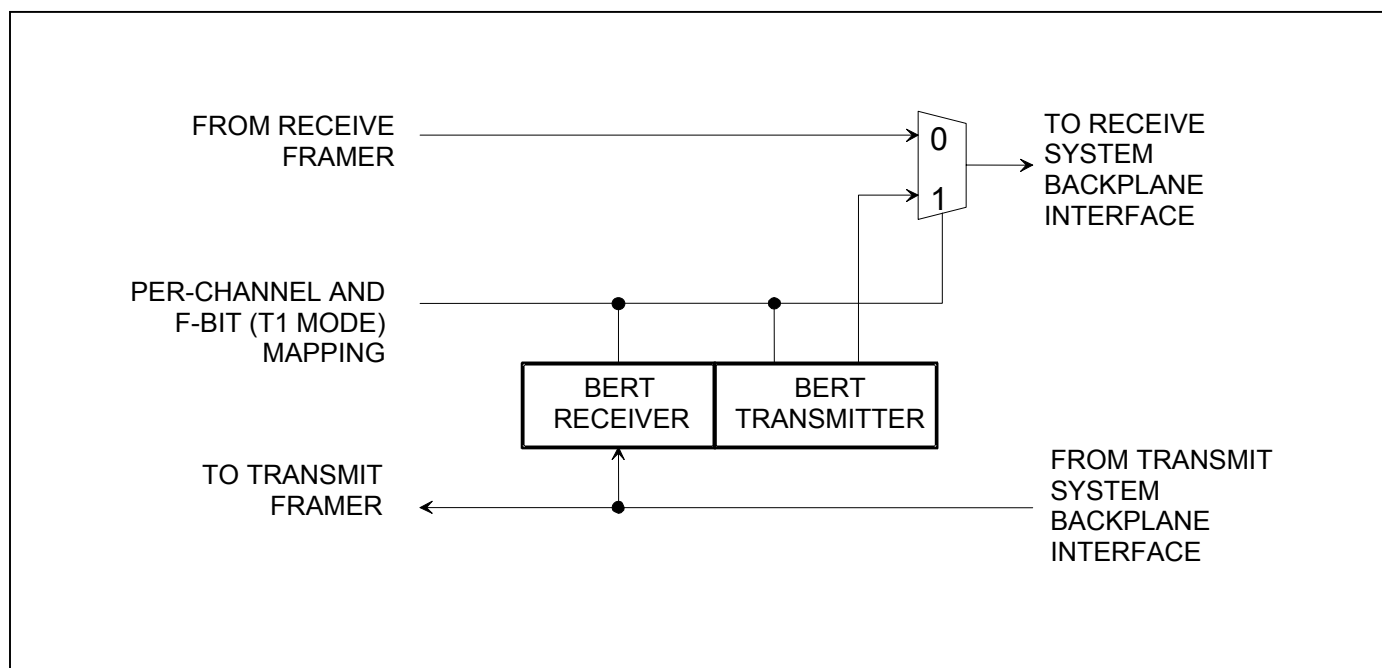 FROM RECEIVE
FRAMER
0
1
TO RECEIVE
SYSTEM
BACKPLANE
INTERFACE
PER-CHANNEL AND
F-BIT (T1 MODE)
MAPPING
BERT
RECEIVER
BERT
TRANSMITTER
TO TRANSMIT
FRAMER
FROM TRANSMIT
SYSTEM
BACKPLANE
INTERFACE